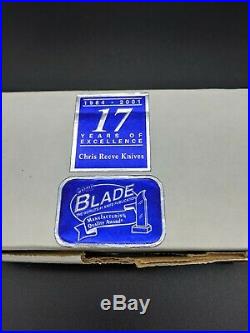 1984 - 2001
17
YEARS OF
EXCELLENCE
Chris Reeve Knives
BLADE
Manufacturing
Quality Award